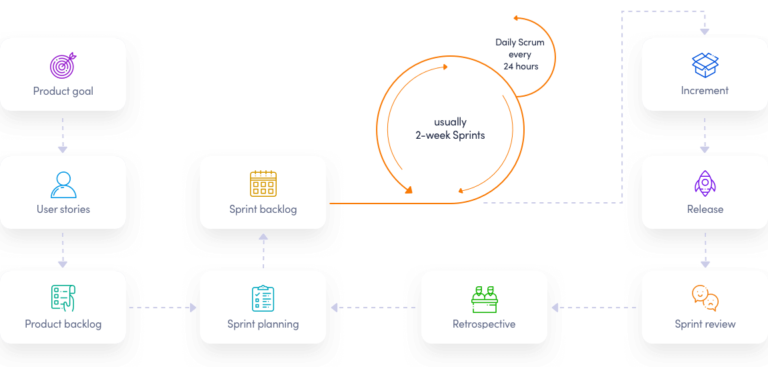 Product goal
User stories
Product backlog
Sprint planning
Sprint backlog
usually
2-week Sprints
Daily Scrum
every
24 hours
Increment
Release
Sprint review
Retrospective